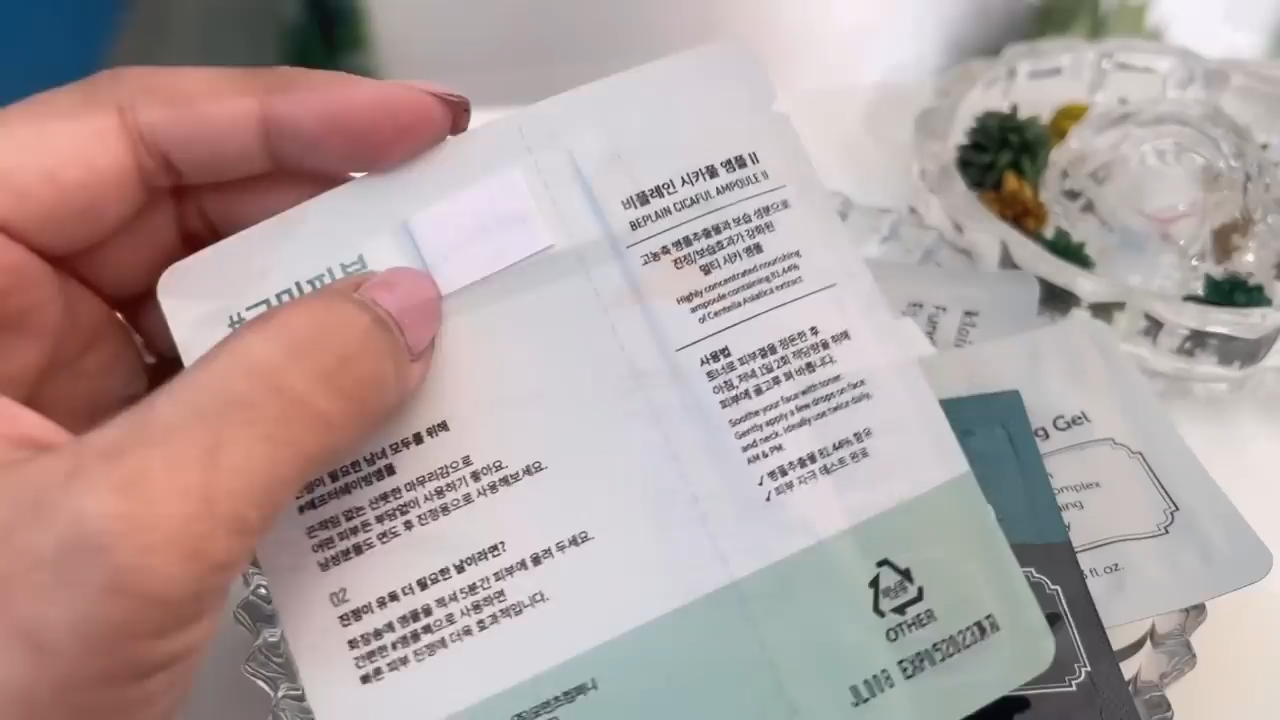 비플레인 시카풀 앰플 II
BEPLAIN CICAFUL AMPOULE II
고농축 병풀추출물과 보습 성분으로
진정/보습효과가 강화된
멀티 시카 앰플
Highly concentrated nourishing
ampoule containing 81.44%
of Centella Asiatica extract
사용법
토너로 피부결을 정돈한 후
아침, 저녁 1일 2회 적당량을 취해
피부에 골고루 펴 바릅니다.
Soothe your face with toner.
Gently apply a few drops on face
and neck. Ideally use twice daily,
AM & PM
✓ 병풀추출물 81.44% 함유
✓ 피부 자극 테스트 완료
필요한 남녀 모두를 위해
#애프터쉐이빙앰플
끈적임 없는 산뜻한 마무리감으로
어떤 피부든 부담없이 사용하기 좋아요.
남성분들도 면도 후 진정용으로 사용해보세요.
02
진정이 유독 더 필요한 날이라면?
화장솜에 앰플을 적셔 5분간 피부에 올려 두세요.
간편한 #앰플팩으로 사용하면
빠른 피부 진정에 더욱 효과적입니다.
OTHER
g Gel
omplex
fl.oz.